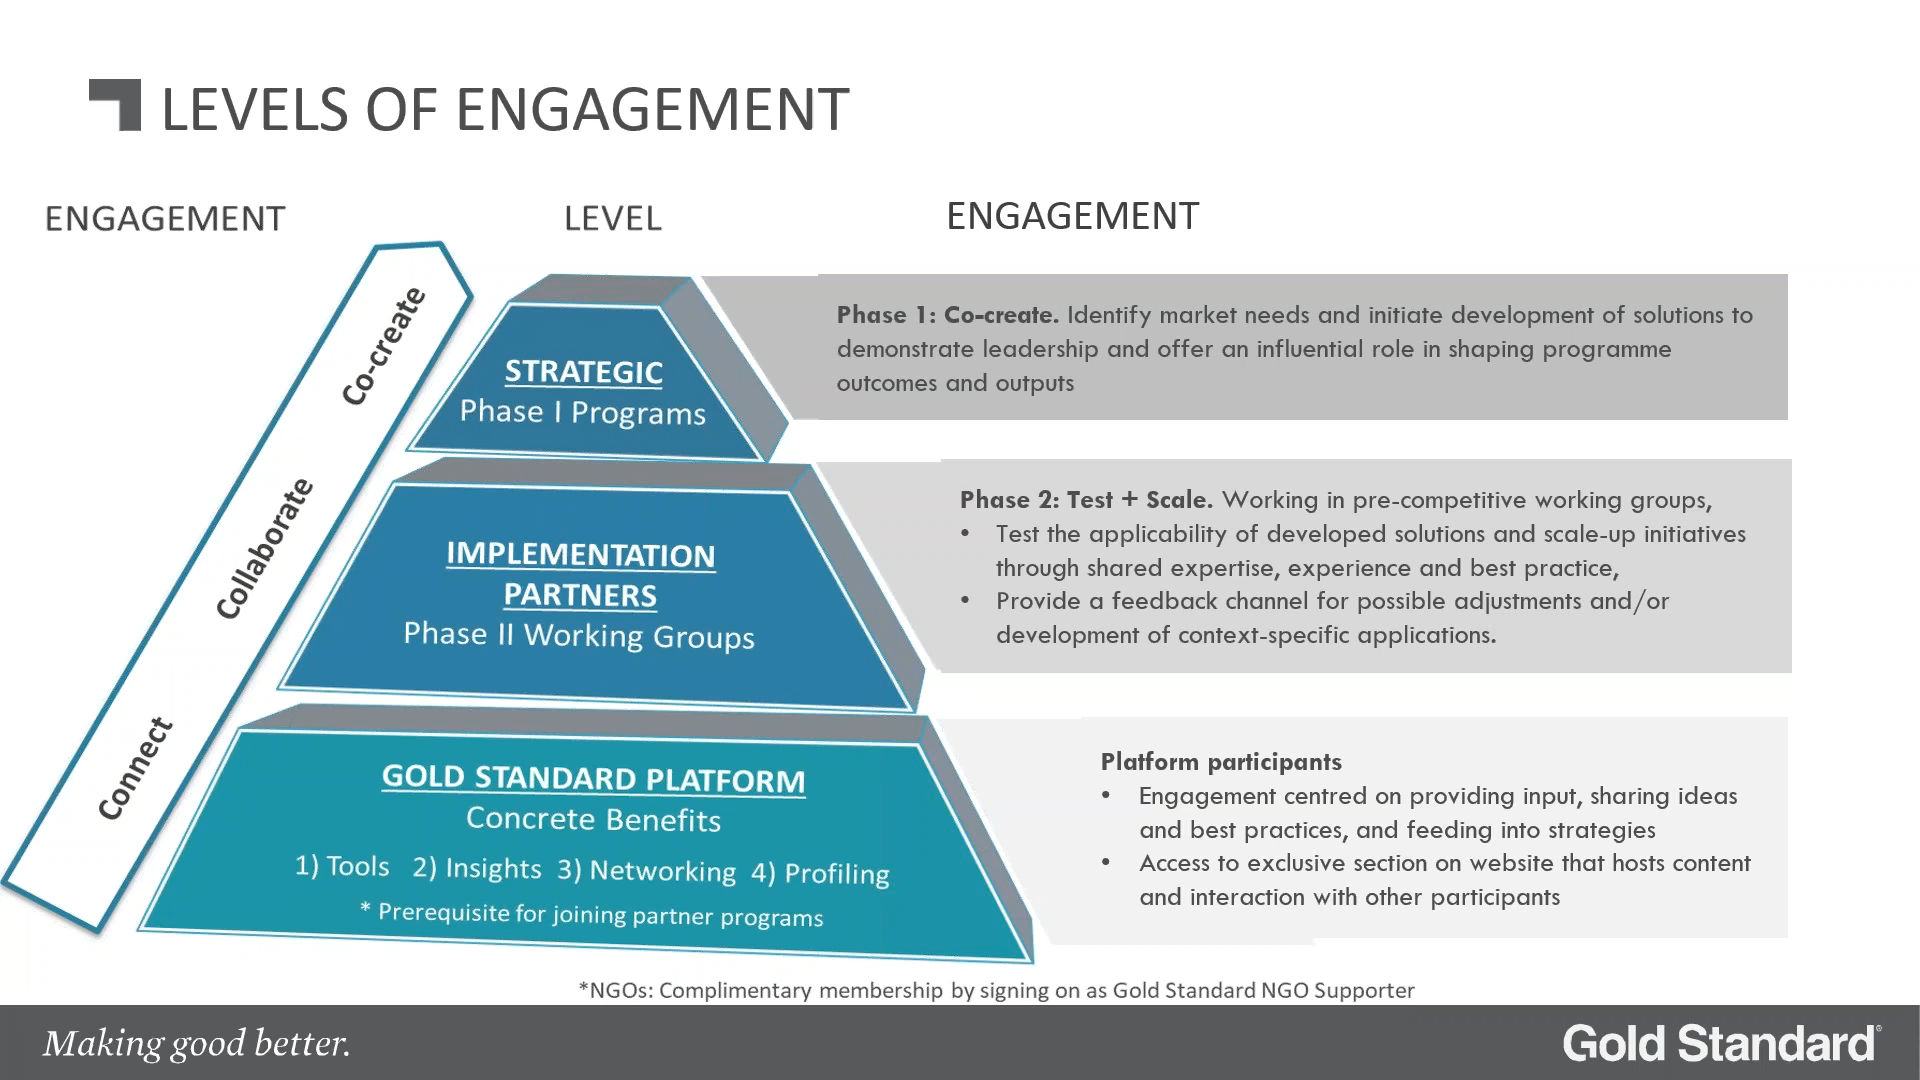 LEVELS OF ENGAGEMENT
ENGAGEMENT
LEVEL
ENGAGEMENT
Co-create
Collaborate
Connect
STRATEGIC
Phase I Programs
Phase 1: Co-create. Identify market needs and initiate development of solutions to
demonstrate leadership and offer an influential role in shaping programme
outcomes and outputs
IMPLEMENTATION
PARTNERS
Phase II Working Groups
Phase 2: Test + Scale. Working in pre-competitive working groups,
• Test the applicability of developed solutions and scale-up initiatives
through shared expertise, experience and best practice,
• Provide a feedback channel for possible adjustments and/or
development of context-specific applications.
GOLD STANDARD PLATFORM
Concrete Benefits
1) Tools 2) Insights 3) Networking 4) Profiling
* Prerequisite for joining partner programs
Platform participants
• Engagement centred on providing input, sharing ideas
and best practices, and feeding into strategies
• Access to exclusive section on website that hosts content
and interaction with other participants
*NGOs: Complimentary membership by signing on as Gold Standard NGO Supporter
Making good better.
Gold Standard®